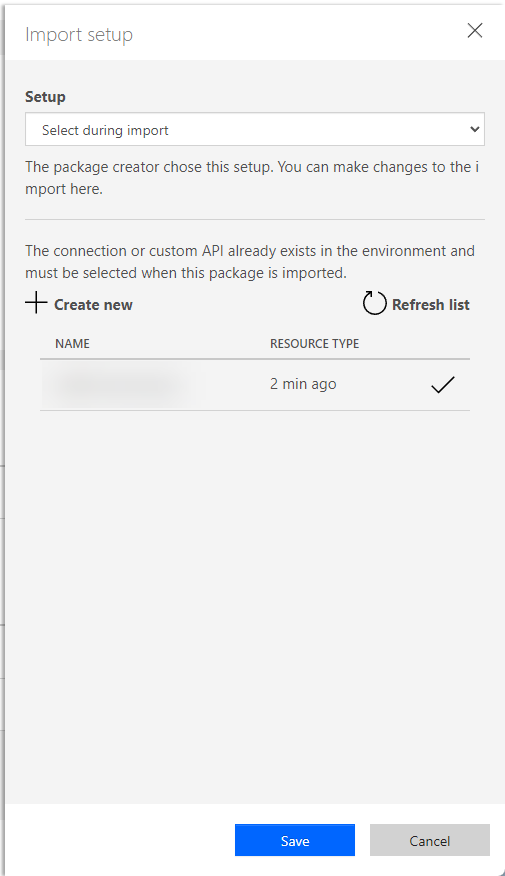 Import setup
Setup
Select during import
The package creator chose this setup. You can make changes to the i
mport here.
The connection or custom API already exists in the environment and
must be selected when this package is imported.
Create new
Refresh list
NAME
RESOURCE TYPE
2 min ago
Save
Cancel